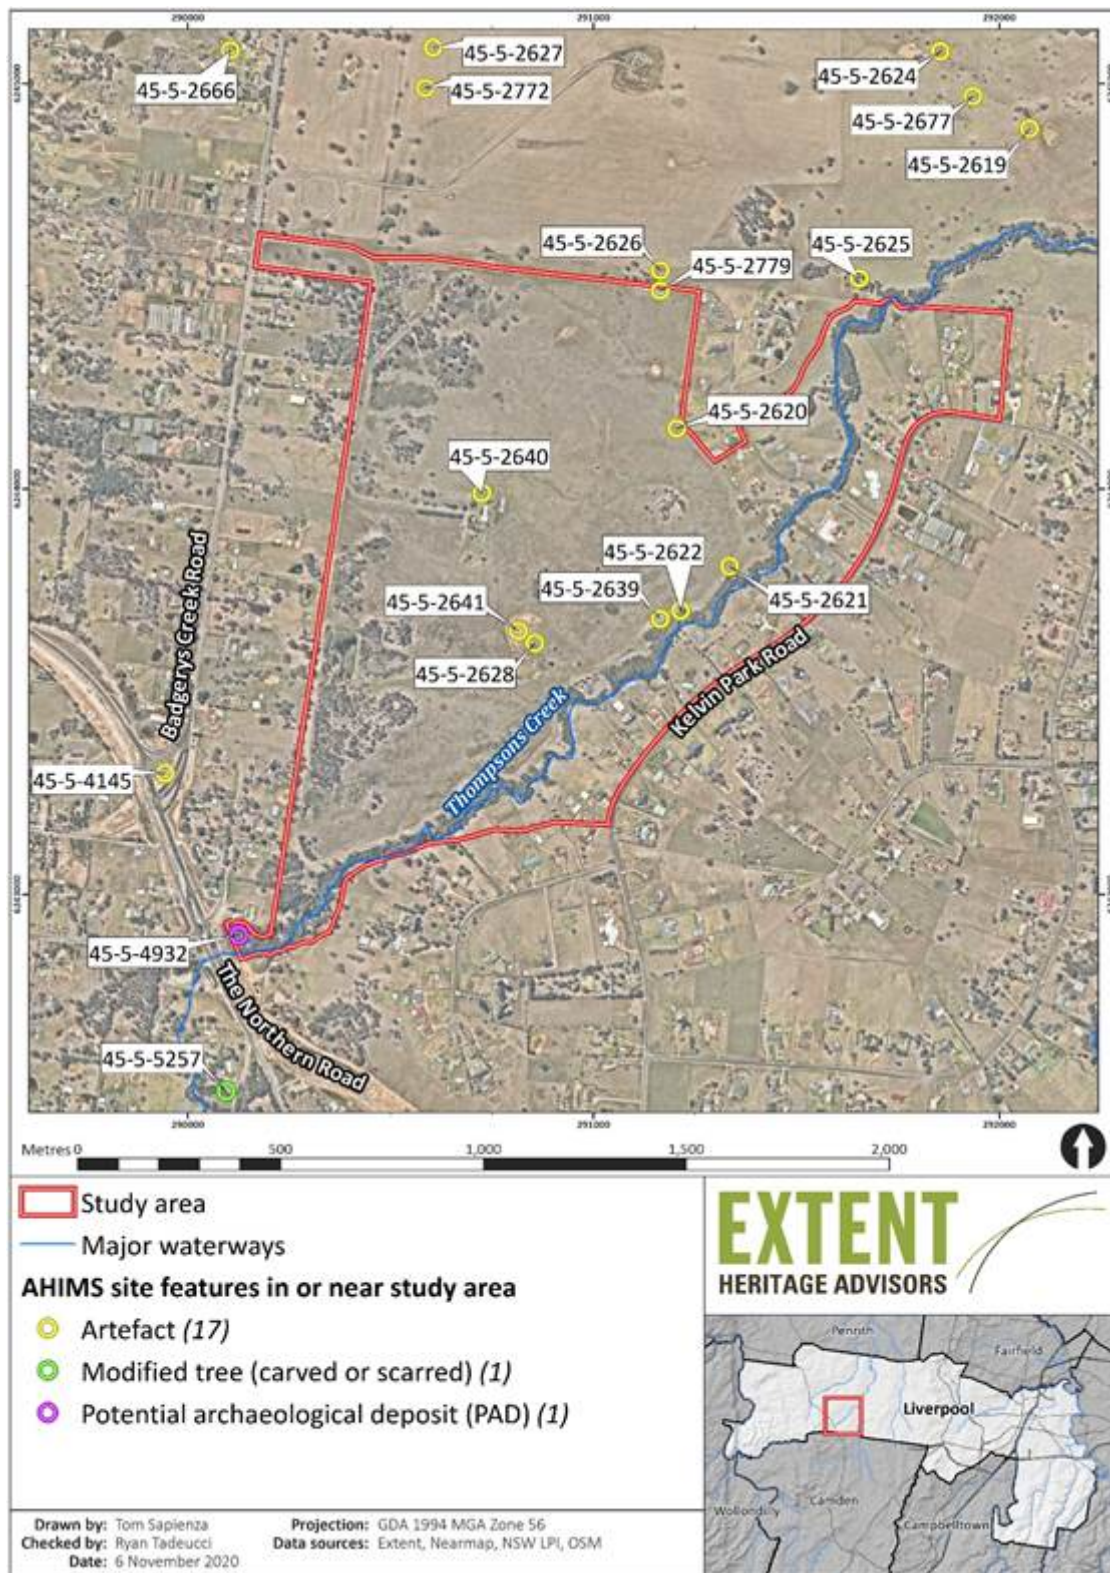 290000
291000
292000
45-5-2627
45-5-2666
45-5-2772
45-5-2624
45-5-2677
45-5-2619
45-5-2626
45-5-2779
45-5-2625
45-5-2620
45-5-2640
45-5-2622
45-5-2639
45-5-2621
45-5-2641
45-5-2628
Badgerys Creek Road
Kelvin Park Road
Thompsons Creek
45-5-4145
45-5-4932
The Northern Road
45-5-5257
290000
291000
292000
Metres 0 500 1,000 1,500 2,000
Study area
Major waterways
AHIMS site features in or near study area
Artefact (17)
Modified tree (carved or scarred) (1)
Potential archaeological deposit (PAD) (1)
EXTENT
HERITAGE ADVISORS
Penrith
Fairfield
Liverpool
Wollondilly
Camden
Campbelltown
Drawn by: Tom Sapienza
Checked by: Ryan Tadeucci
Date: 6 November 2020
Projection: GDA 1994 MGA Zone 56
Data sources: Extent, Nearmap, NSW LPI, OSM